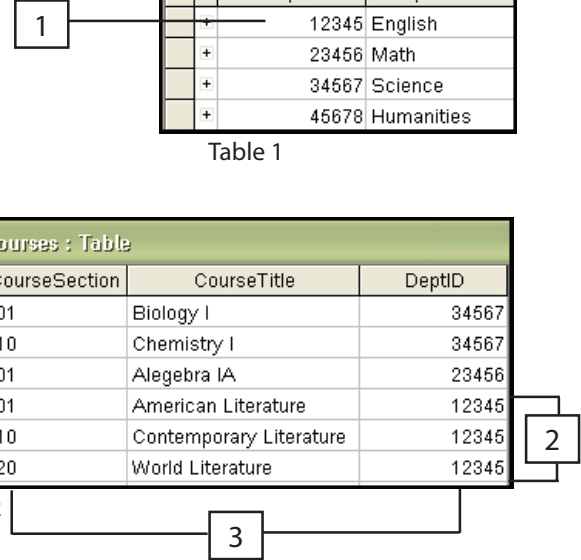 1
12345 English
23456 Math
34567 Science
45678 Humanities
Table 1
: Table
CourseTitle DeptID
01 Biology I 34567
10 Chemistry I 34567
01 Alegebra IA 23456
01 American Literature 12345
10 Contemporary Literature 12345
20 World Literature 12345
2
3